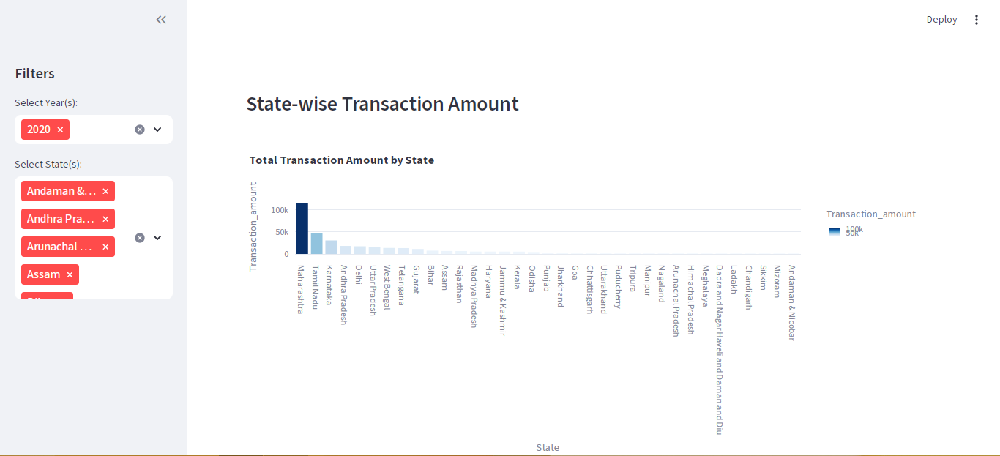 Deploy
Filters
Select Year(s):
2020
Select State(s):
Andaman &...
Andhra Pra...
Arunachal ...
Assam
State-wise Transaction Amount
Total Transaction Amount by State
Transaction_amount
100k
50k
0
Maharashtra
Tamil Nadu
Karnataka
Andhra Pradesh
Delhi
Uttar Pradesh
West Bengal
Telangana
Gujarat
Bihar
Assam
Rajasthan
Madhya Pradesh
Haryana
Jammu & Kashmir
Kerala
Odisha
Punjab
Jharkhand
Goa
Chhattisgarh
Uttarakhand
Puducherry
Tripura
Manipur
Nagaland
Arunachal Pradesh
Himachal Pradesh
Meghalaya
Dadra and Nagar Haveli and Daman and Diu
Ladakh
Chandigarh
Sikkim
Mizoram
Andaman & Nicobar
State
Transaction_amount
100k
50k